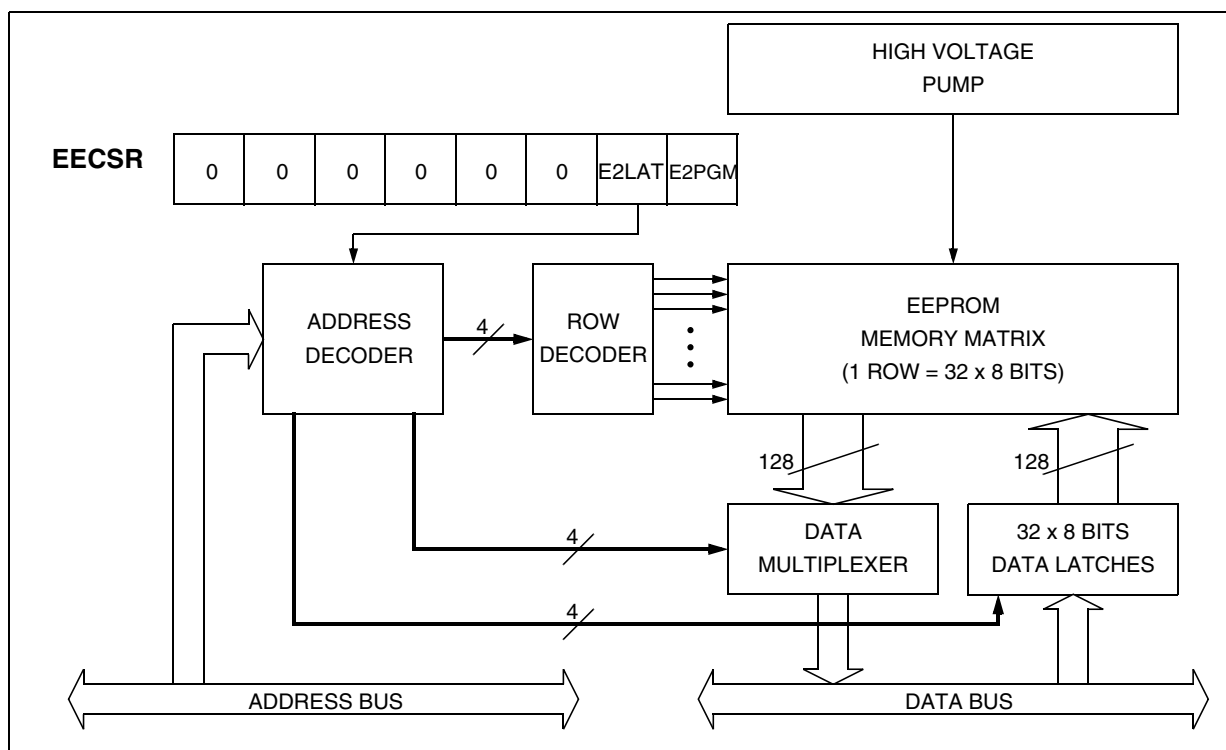 HIGH VOLTAGE
PUMP
EECSR
0 0 0 0 0 0 E2LAT E2PGM
ADDRESS
DECODER
4
ROW
DECODER
EEPROM
MEMORY MATRIX
(1 ROW = 32 x 8 BITS)
128
128
4
DATA
MULTIPLEXER
32 x 8 BITS
DATA LATCHES
4
ADDRESS BUS
DATA BUS